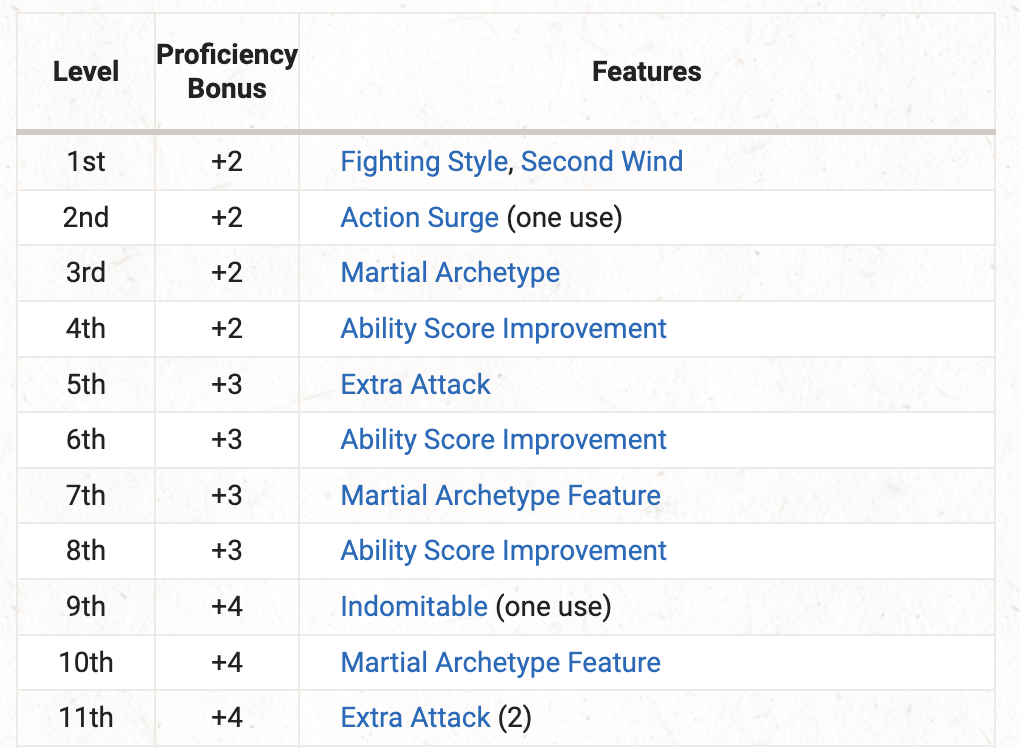 Level Proficiency Bonus Features
1st +2 Fighting Style, Second Wind
2nd +2 Action Surge (one use)
3rd +2 Martial Archetype
4th +2 Ability Score Improvement
5th +3 Extra Attack
6th +3 Ability Score Improvement
7th +3 Martial Archetype Feature
8th +3 Ability Score Improvement
9th +4 Indomitable (one use)
10th +4 Martial Archetype Feature
11th +4 Extra Attack (2)